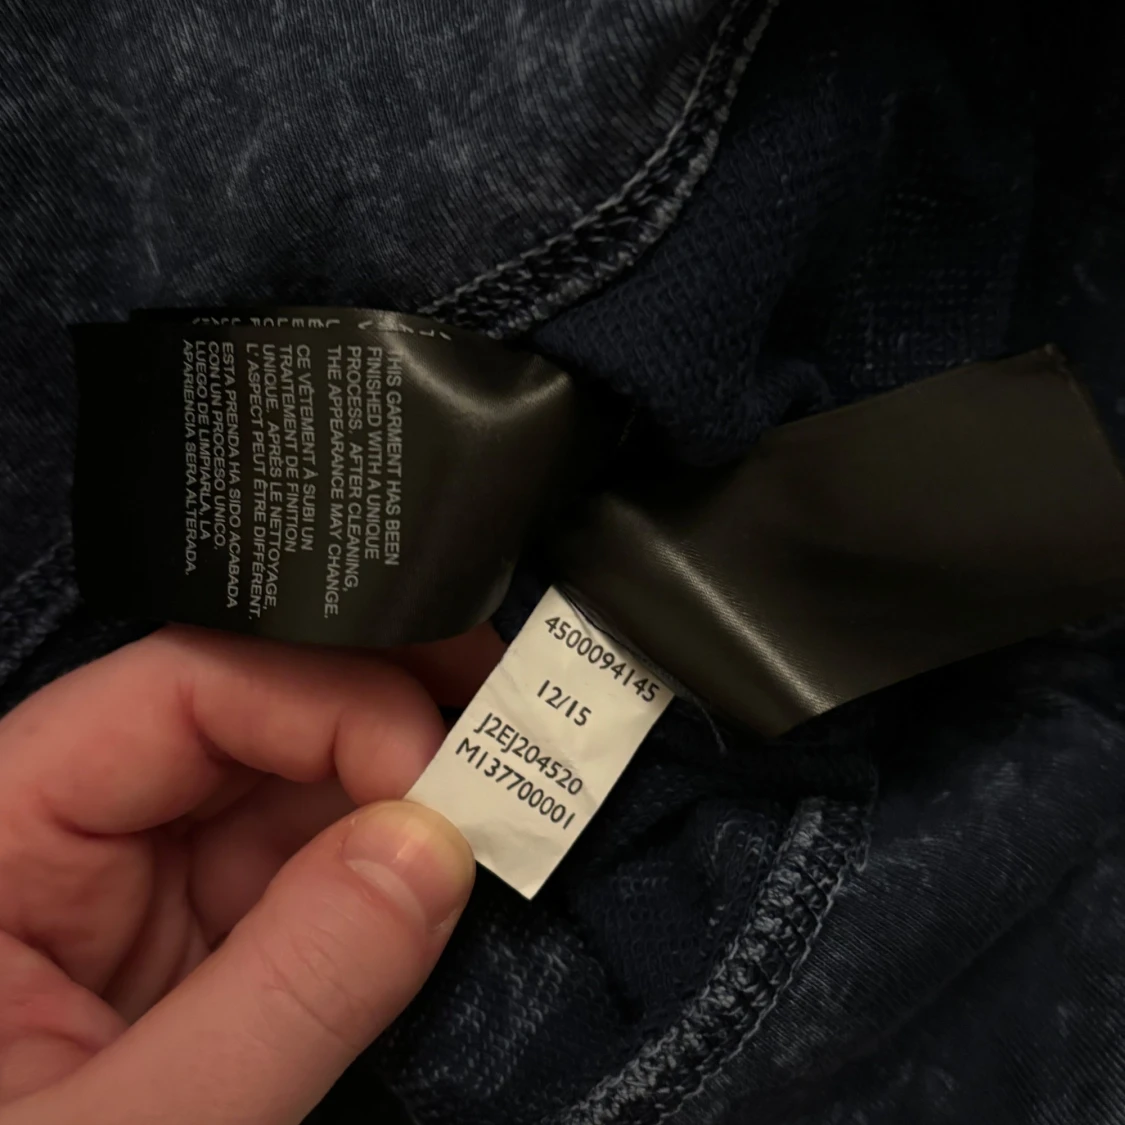 THIS GARMENT HAS BEEN
FINISHED WITH A UNIQUE
PROCESS. AFTER CLEANING,
THE APPEARANCE MAY CHANGE.
CE VÊTEMENT À SUBI UN
TRAITEMENT DE FINITION
UNIQUE. APRÈS LE NETTOYAGE,
L'ASPECT PEUT ÊTRE DIFFÉRENT.
ESTA PRENDA HA SIDO ACABADA
CON UN PROCESO UNICO.
LUEGO DE LIMPIARLA, LA
APARIENCIA SERA ALTERADA.
4500094145
12/15
J2EJ204520
M137700001